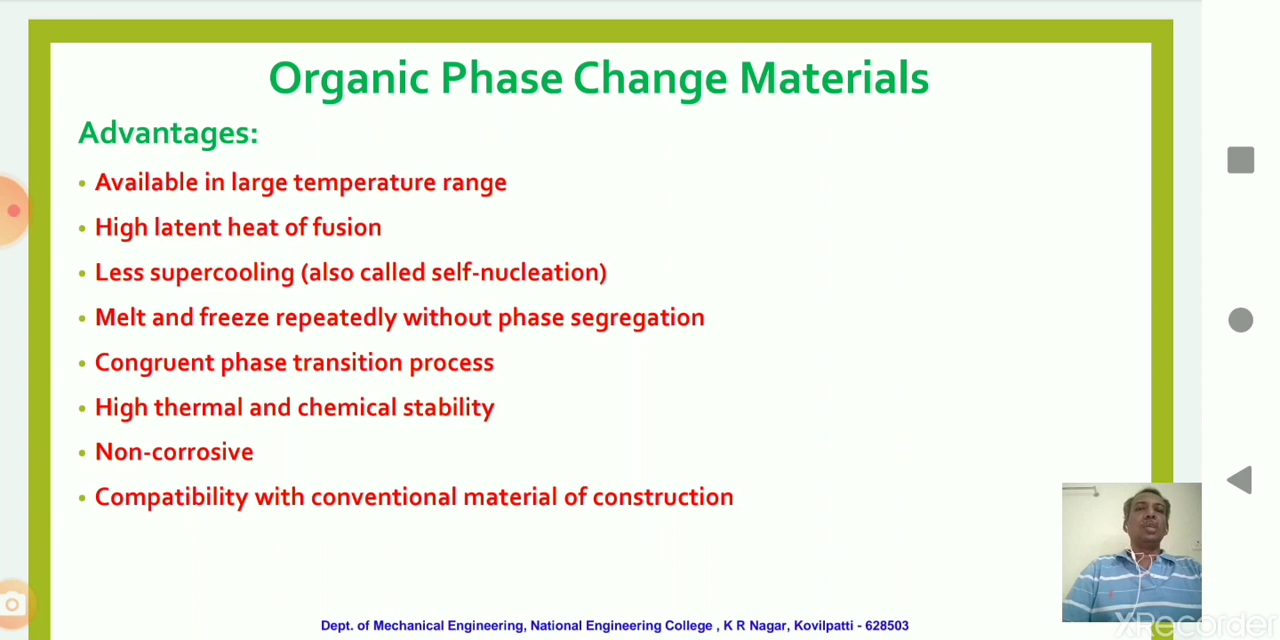 Organic Phase Change Materials
Advantages:
• Available in large temperature range
• High latent heat of fusion
• Less supercooling (also called self-nucleation)
• Melt and freeze repeatedly without phase segregation
• Congruent phase transition process
• High thermal and chemical stability
• Non-corrosive
• Compatibility with conventional material of construction
Dept. of Mechanical Engineering, National Engineering College , K R Nagar, Kovilpatti - 628503
XRecorder